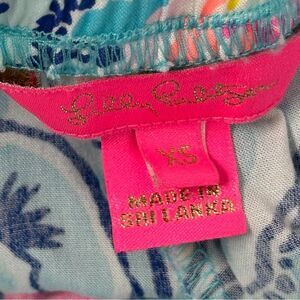 Lilly Pulitzer
XS
MADE IN
SRI LANKA